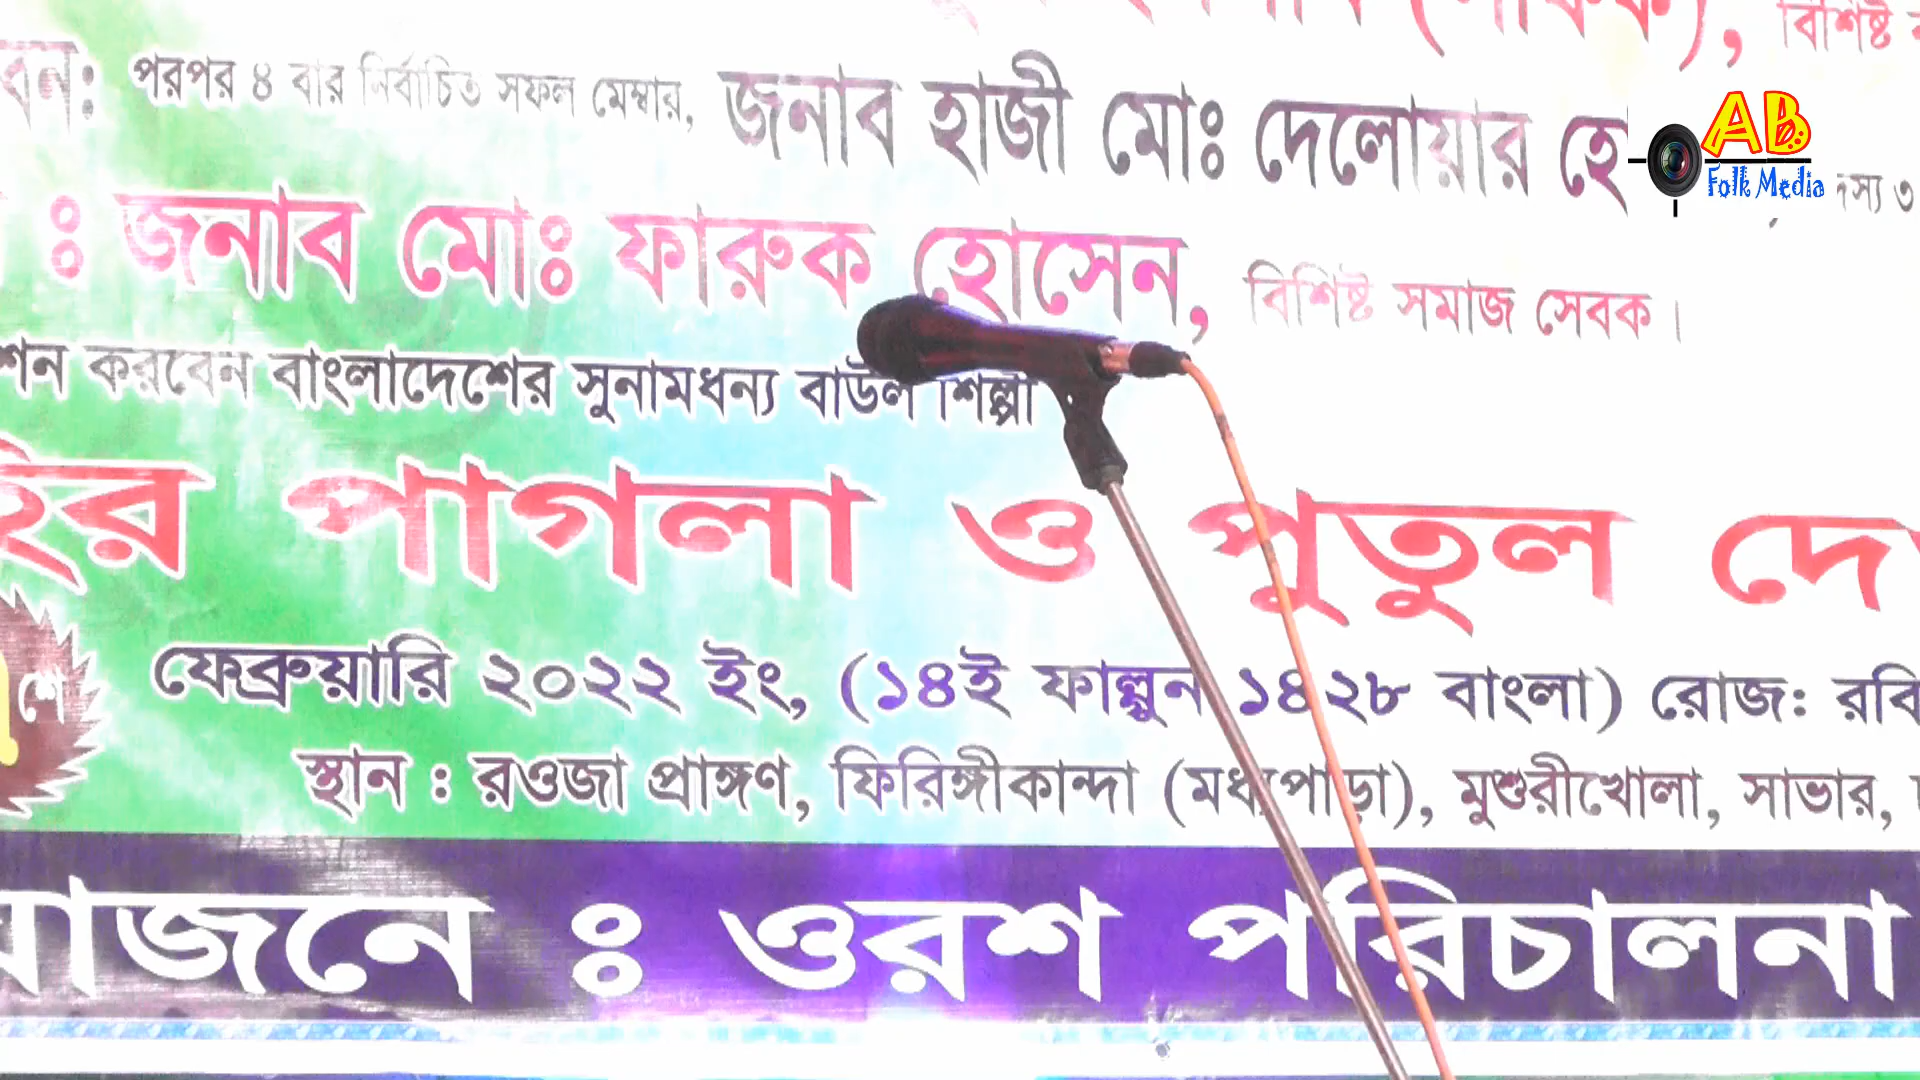 বিশিষ্ট
পরপর ৪ বার নির্বাচিত সফল মেম্বার, জনাব হাজী মোঃ দেলোয়ার হে
AB
Folk Media
ঃ জনাব মোঃ ফারুক হোসেন, বিশিষ্ট সমাজ সেবক।
শন করবেন বাংলাদেশের সুনামধন্য বাউল শিল্পী
হির পাগলা ও পুতুল দে
শে ফেব্রুয়ারি ২০২২ ইং, (১৪ই ফাল্গুন ১৪২৮ বাংলা) রোজ: রবি
স্থান : রওজা প্রাঙ্গণ, ফিরিঙ্গীকান্দা (মধ্যপাড়া), মুশুরীখোলা, সাভার,
য়োজনে ঃ ওরশ পরিচালনা